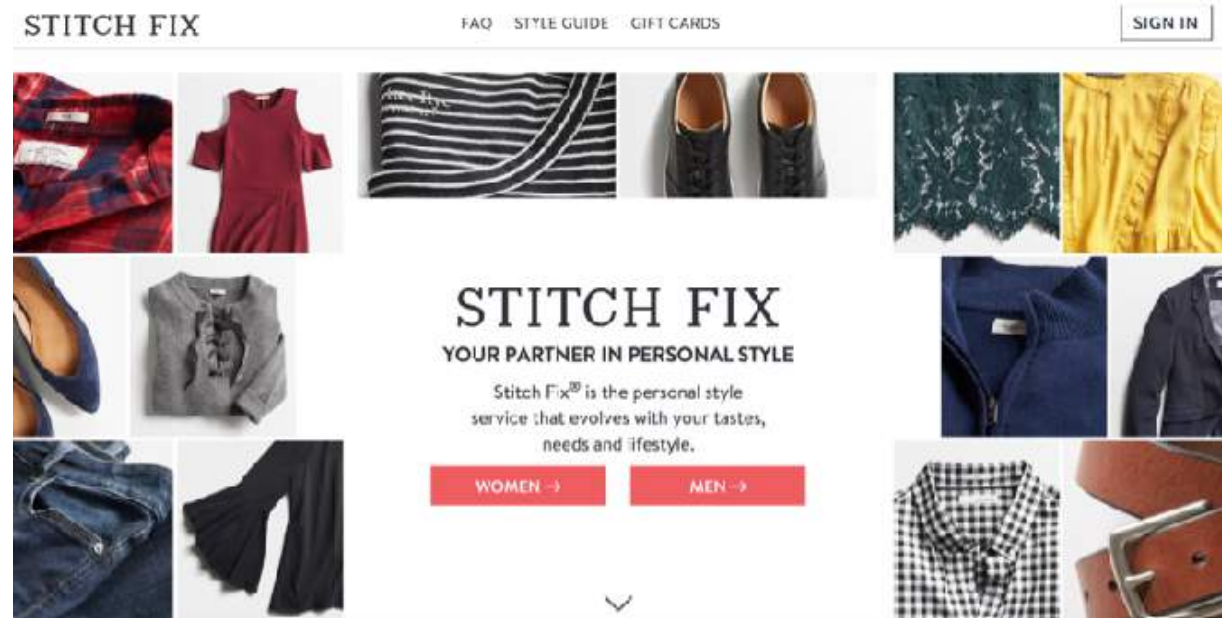 STITCH FIX
FAQ STYLE GUIDE GIFT CARDS
SIGN IN
STITCH FIX
YOUR PARTNER IN PERSONAL STYLE
Stitch Fix® is the personal style
service that evolves with your tastes,
needs and lifestyle.
WOMEN →
MEN →